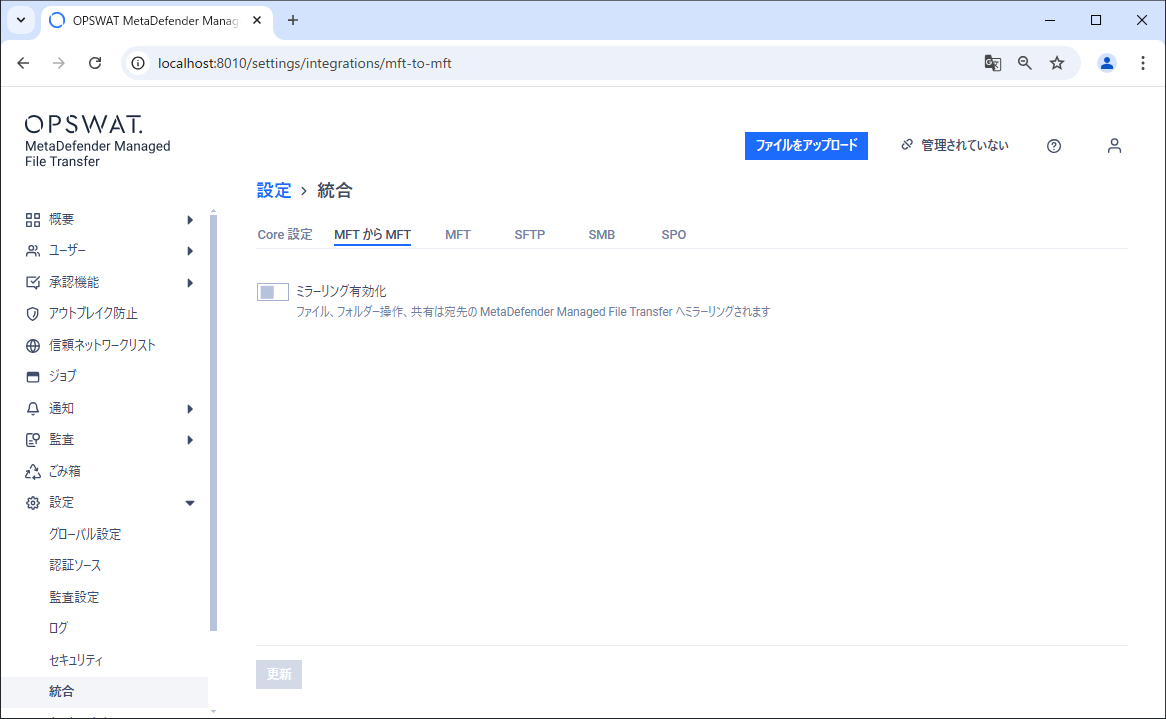 OPSWAT MetaDefender Manag
localhost:8010/settings/integrations/mft-to-mft
OPSWAT.
MetaDefender Managed
File Transfer
ファイルをアップロード
管理されていない
設定 › 統合
Core 設定 MFT から MFT MFT SFTP SMB SPO
ミラーリング有効化
ファイル、フォルダー操作、共有は宛先の MetaDefender Managed File Transfer へミラーリングされます
更新
概要
ユーザー
承認機能
アウトブレイク防止
信頼ネットワークリスト
ジョブ
通知
監査
ごみ箱
設定
グローバル設定
認証ソース
監査設定
ログ
セキュリティ
統合